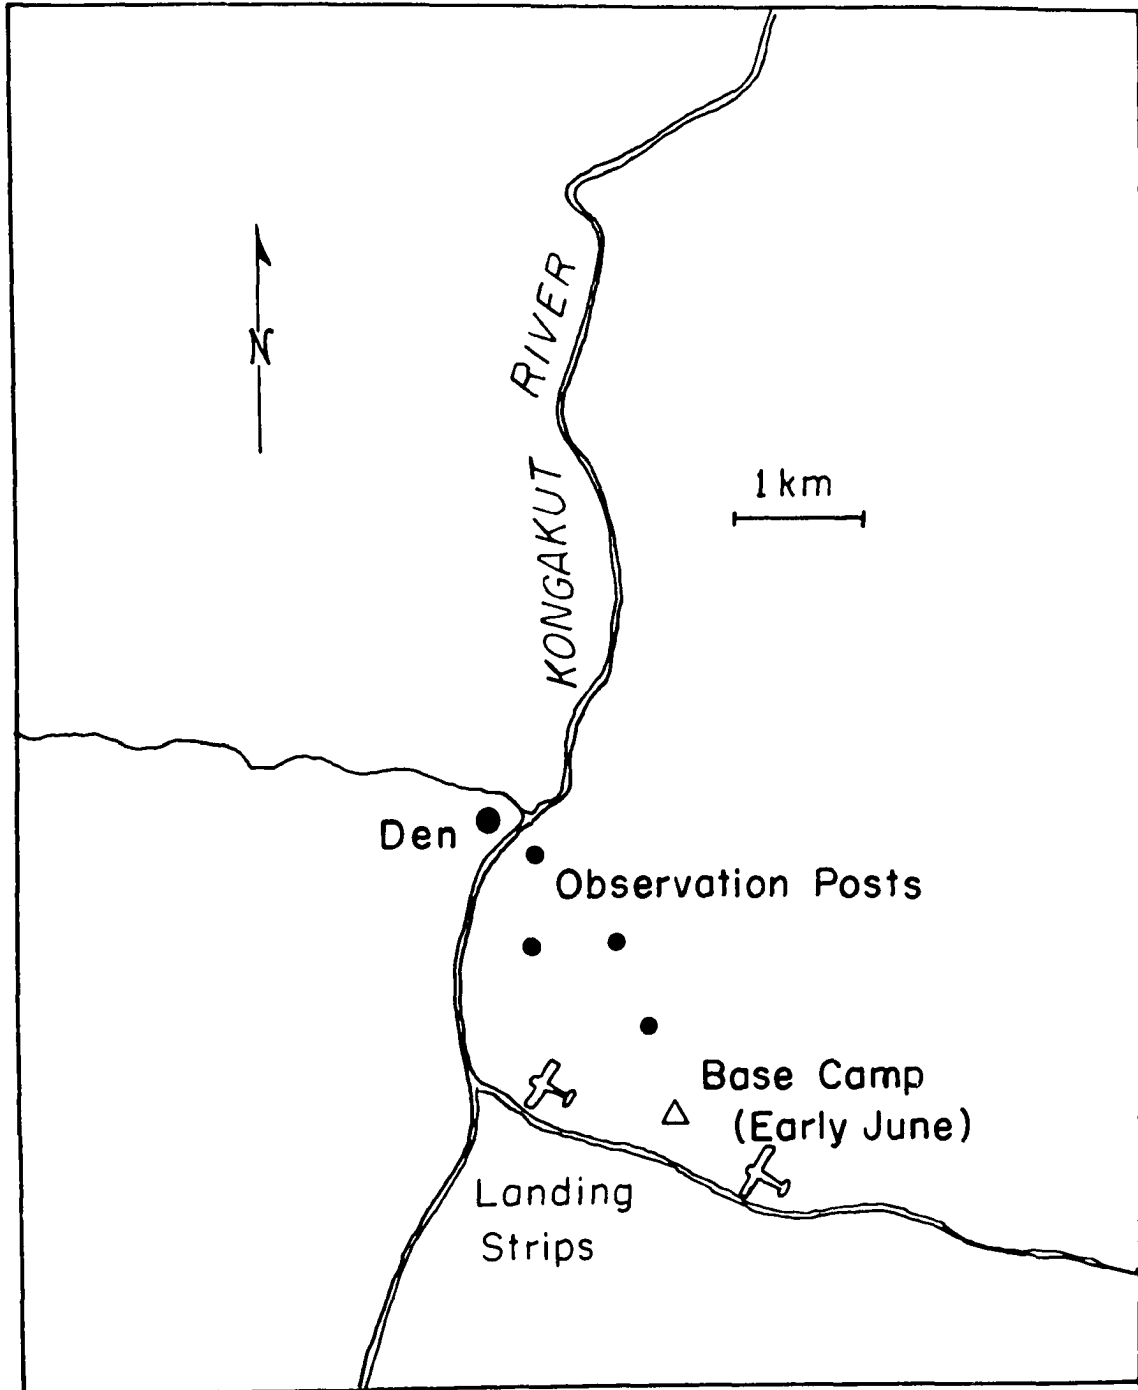 N
KONGAKUT RIVER
1 km
Den
Observation Posts
Base Camp
(Early June)
Landing
Strips